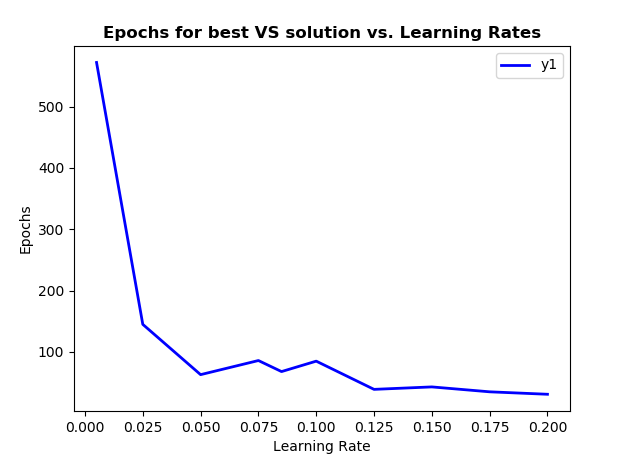 Epochs for best VS solution vs. Learning Rates
y1
500
400
300
200
100
Epochs
0.000 0.025 0.050 0.075 0.100 0.125 0.150 0.175 0.200
Learning Rate